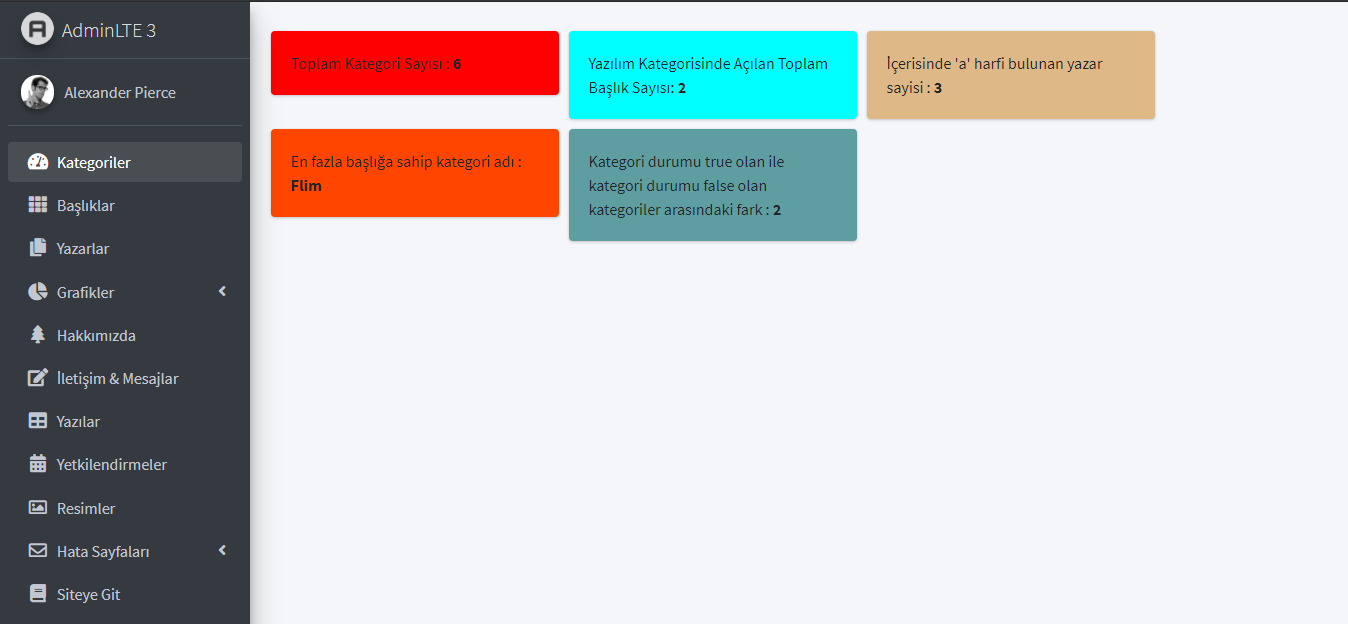 AdminLTE 3
Alexander Pierce
Kategoriler
Başlıklar
Yazarlar
Grafikler
Hakkımızda
İletişim & Mesajlar
Yazılar
Yetkilendirmeler
Resimler
Hata Sayfaları
Siteye Git
Toplam Kategori Sayısı : 6
Yazılım Kategorisinde Açılan Toplam
Başlık Sayısı: 2
İçerisinde 'a' harfi bulunan yazar
sayisi : 3
En fazla başlığa sahip kategori adı :
Flim
Kategori durumu true olan ile
kategori durumu false olan
kategoriler arasındaki fark : 2